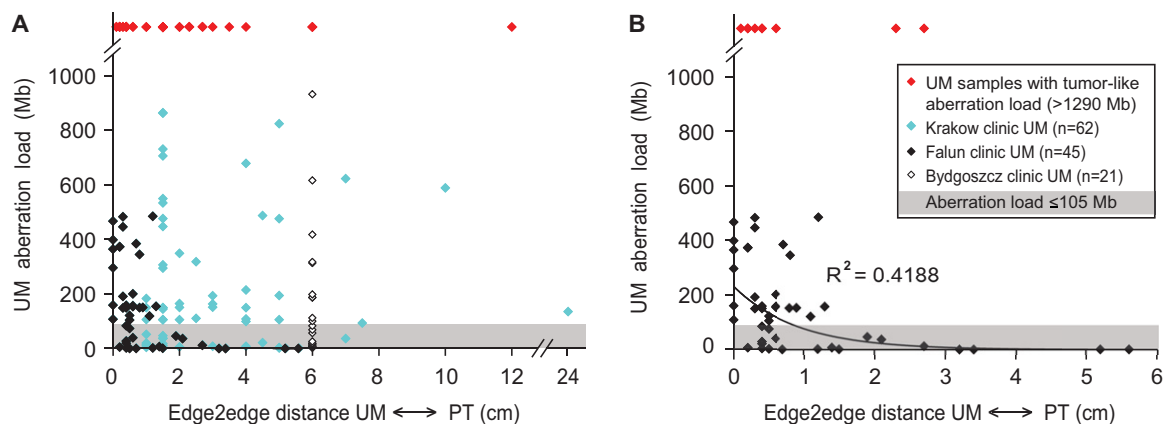 A
UM aberration load (Mb)
1000
800
600
400
200
0
0 2 4 6 8 10 12 24
Edge2edge distance UM ⟷ PT (cm)
B
UM aberration load (Mb)
1000
800
600
400
200
0
R² = 0.4188
UM samples with tumor-like
aberration load (>1290 Mb)
Krakow clinic UM (n=62)
Falun clinic UM (n=45)
Bydgoszcz clinic UM (n=21)
Aberration load ≤105 Mb
0 1 2 3 4 5 6
Edge2edge distance UM ⟷ PT (cm)